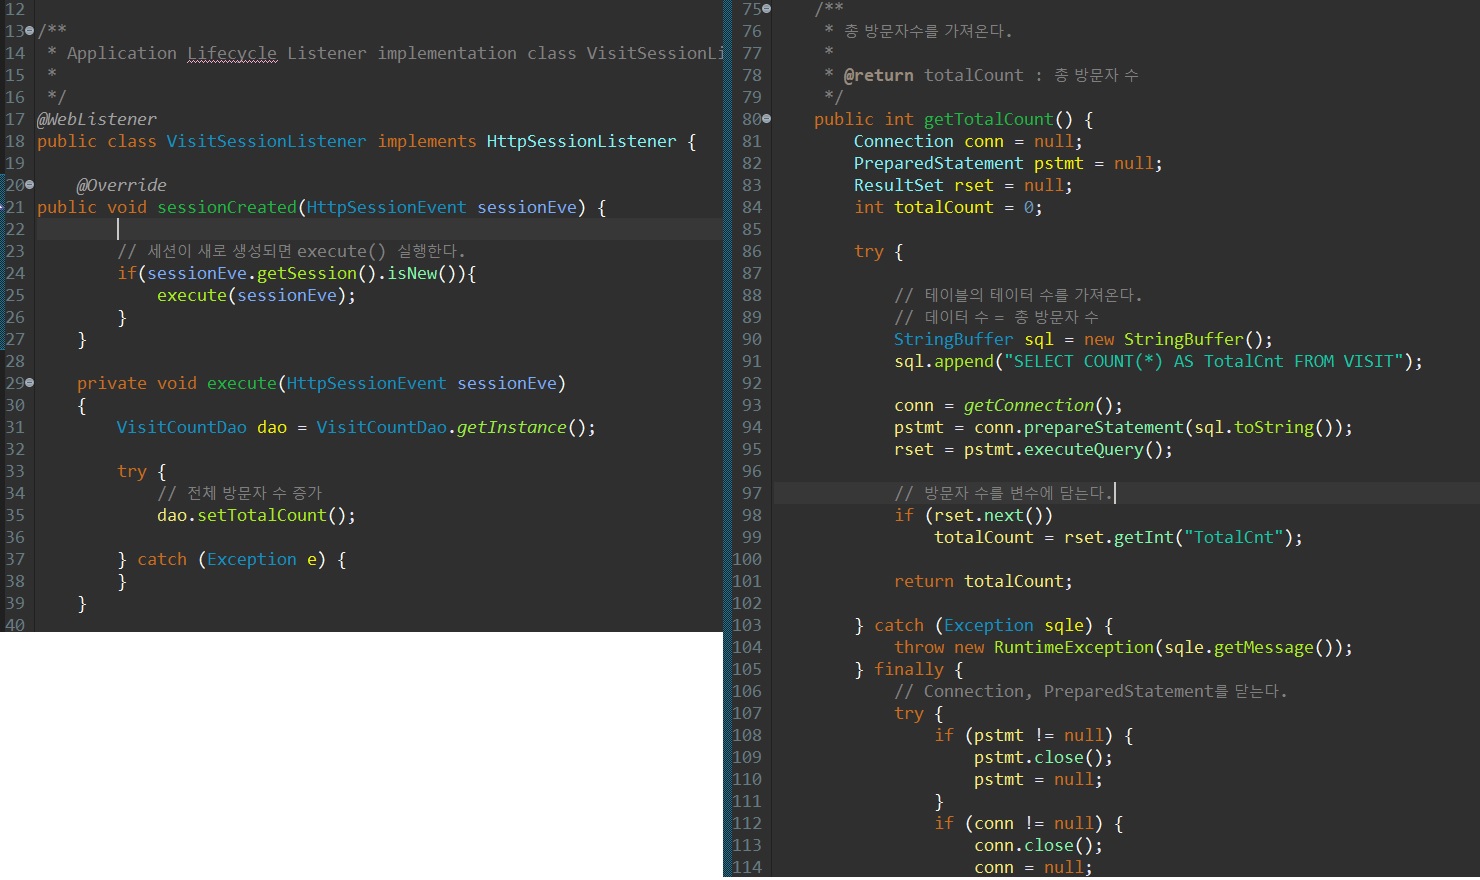 12
13 /**
14  * Application Lifecycle Listener implementation class VisitSessionLi
15  *
16  */
17 @WebListener
18 public class VisitSessionListener implements HttpSessionListener {
19
20     @Override
21 public void sessionCreated(HttpSessionEvent sessionEve) {
22
23         // 세션이 새로 생성되면 execute() 실행한다.
24         if(sessionEve.getSession().isNew()){
25             execute(sessionEve);
26         }
27     }
28
29     private void execute(HttpSessionEvent sessionEve)
30     {
31         VisitCountDao dao = VisitCountDao.getInstance();
32
33         try {
34             // 전체 방문자 수 증가
35             dao.setTotalCount();
36
37         } catch (Exception e) {
38         }
39     }
40
75     /**
76      * 총 방문자수를 가져온다.
77      *
78      * @return totalCount : 총 방문자 수
79      */
80     public int getTotalCount() {
81         Connection conn = null;
82         PreparedStatement pstmt = null;
83         ResultSet rset = null;
84         int totalCount = 0;
85
86         try {
87
88             // 테이블의 테이터 수를 가져온다.
89             // 데이터 수 = 총 방문자 수
90             StringBuffer sql = new StringBuffer();
91             sql.append("SELECT COUNT(*) AS TotalCnt FROM VISIT");
92
93             conn = getConnection();
94             pstmt = conn.prepareStatement(sql.toString());
95             rset = pstmt.executeQuery();
96
97             // 방문자 수를 변수에 담는다.
98             if (rset.next())
99                 totalCount = rset.getInt("TotalCnt");
100
101             return totalCount;
102
103         } catch (Exception sqle) {
104             throw new RuntimeException(sqle.getMessage());
105         } finally {
106             // Connection, PreparedStatement를 닫는다.
107             try {
108                 if (pstmt != null) {
109                     pstmt.close();
110                     pstmt = null;
111                 }
112                 if (conn != null) {
113                     conn.close();
114                     conn = null;